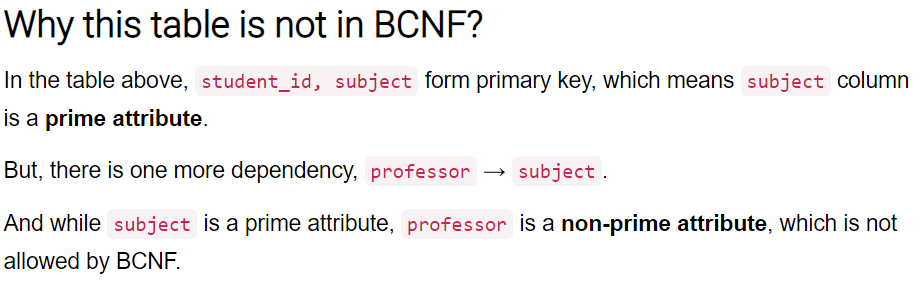 Why this table is not in BCNF?
In the table above, student_id, subject form primary key, which means subject column
is a prime attribute.
But, there is one more dependency, professor → subject .
And while subject is a prime attribute, professor is a non-prime attribute, which is not
allowed by BCNF.